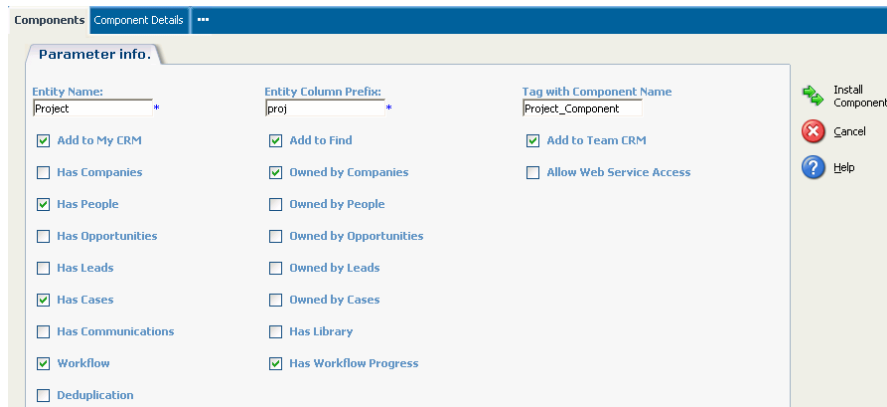 Components Component Details ...
Parameter info.
Entity Name: Entity Column Prefix: Tag with Component Name
Project * proj * Project_Component
Add to My CRM Add to Find Add to Team CRM
Has Companies Owned by Companies Allow Web Service Access
Has People Owned by People
Has Opportunities Owned by Opportunities
Has Leads Owned by Leads
Has Cases Owned by Cases
Has Communications Has Library
Workflow Has Workflow Progress
Deduplication
Install
Component
Cancel
? Help